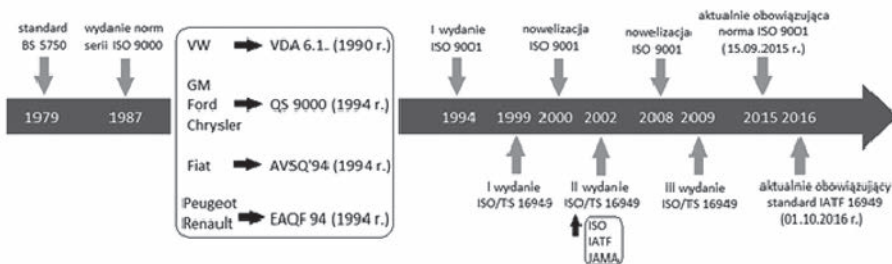 standard
BS 5750
wydanie norm
serii ISO 9000
1979
1987
VW
VDA 6.1. (1990 r.)
GM
Ford
Chrysler
QS 9000 (1994 r.)
Fiat
AVSQ'94 (1994 r.)
Peugeot
Renault
EAQF 94 (1994 r.)
I wydanie
ISO 9001
nowelizacja
ISO 9001
nowelizacja
ISO 9001
aktualnie obowiązująca
norma ISO 9001
(15.09.2015 r.)
1994
1999
2000
2002
2008
2009
2015
2016
I wydanie
ISO/TS 16949
II wydanie
ISO/TS 16949
ISO
IATF
JAMA
III wydanie
ISO/TS 16949
aktualnie obowiązujący
standard IATF 16949
(01.10.2016 r.)